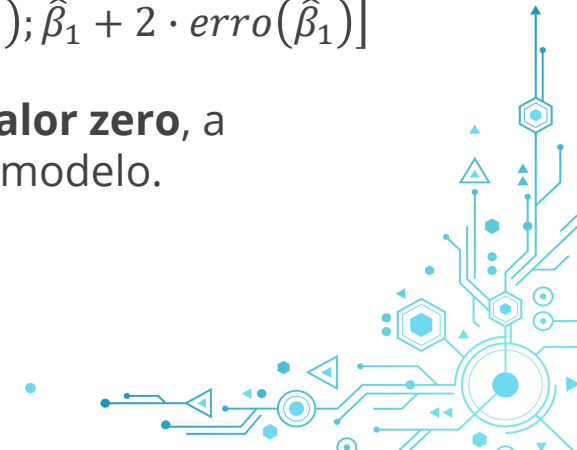 ); β̂₁ + 2 · erro(β̂₁)]
alor zero, a
modelo.